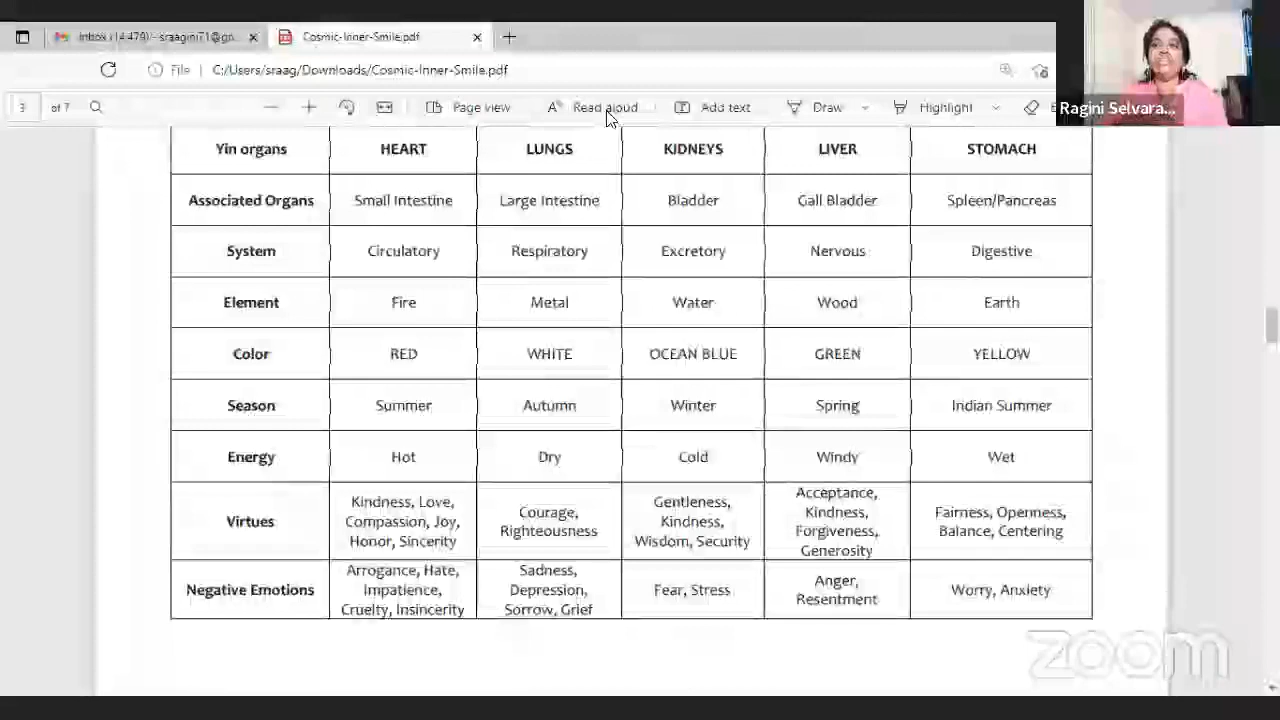 Inbox (14,479) - sraagini71@gm...
Cosmic-Inner-Smile.pdf
File
C:/Users/sraag/Downloads/Cosmic-Inner-Smile.pdf
3 of 7
Page view
Read aloud
Add text
Draw
Highlight
Ragini Selvara...
Yin organs HEART LUNGS KIDNEYS LIVER STOMACH
Associated Organs Small Intestine Large Intestine Bladder Gall Bladder Spleen/Pancreas
System Circulatory Respiratory Excretory Nervous Digestive
Element Fire Metal Water Wood Earth
Color RED WHITE OCEAN BLUE GREEN YELLOW
Season Summer Autumn Winter Spring Indian Summer
Energy Hot Dry Cold Windy Wet
Virtues
Kindness, Love,
Compassion, Joy,
Honor, Sincerity
Courage,
Righteousness
Gentleness,
Kindness,
Wisdom, Security
Acceptance,
Kindness,
Forgiveness,
Generosity
Fairness, Openness,
Balance, Centering
Negative Emotions
Arrogance, Hate,
Impatience,
Cruelty, Insincerity
Sadness,
Depression,
Sorrow, Grief
Fear, Stress
Anger,
Resentment
Worry, Anxiety
zoom